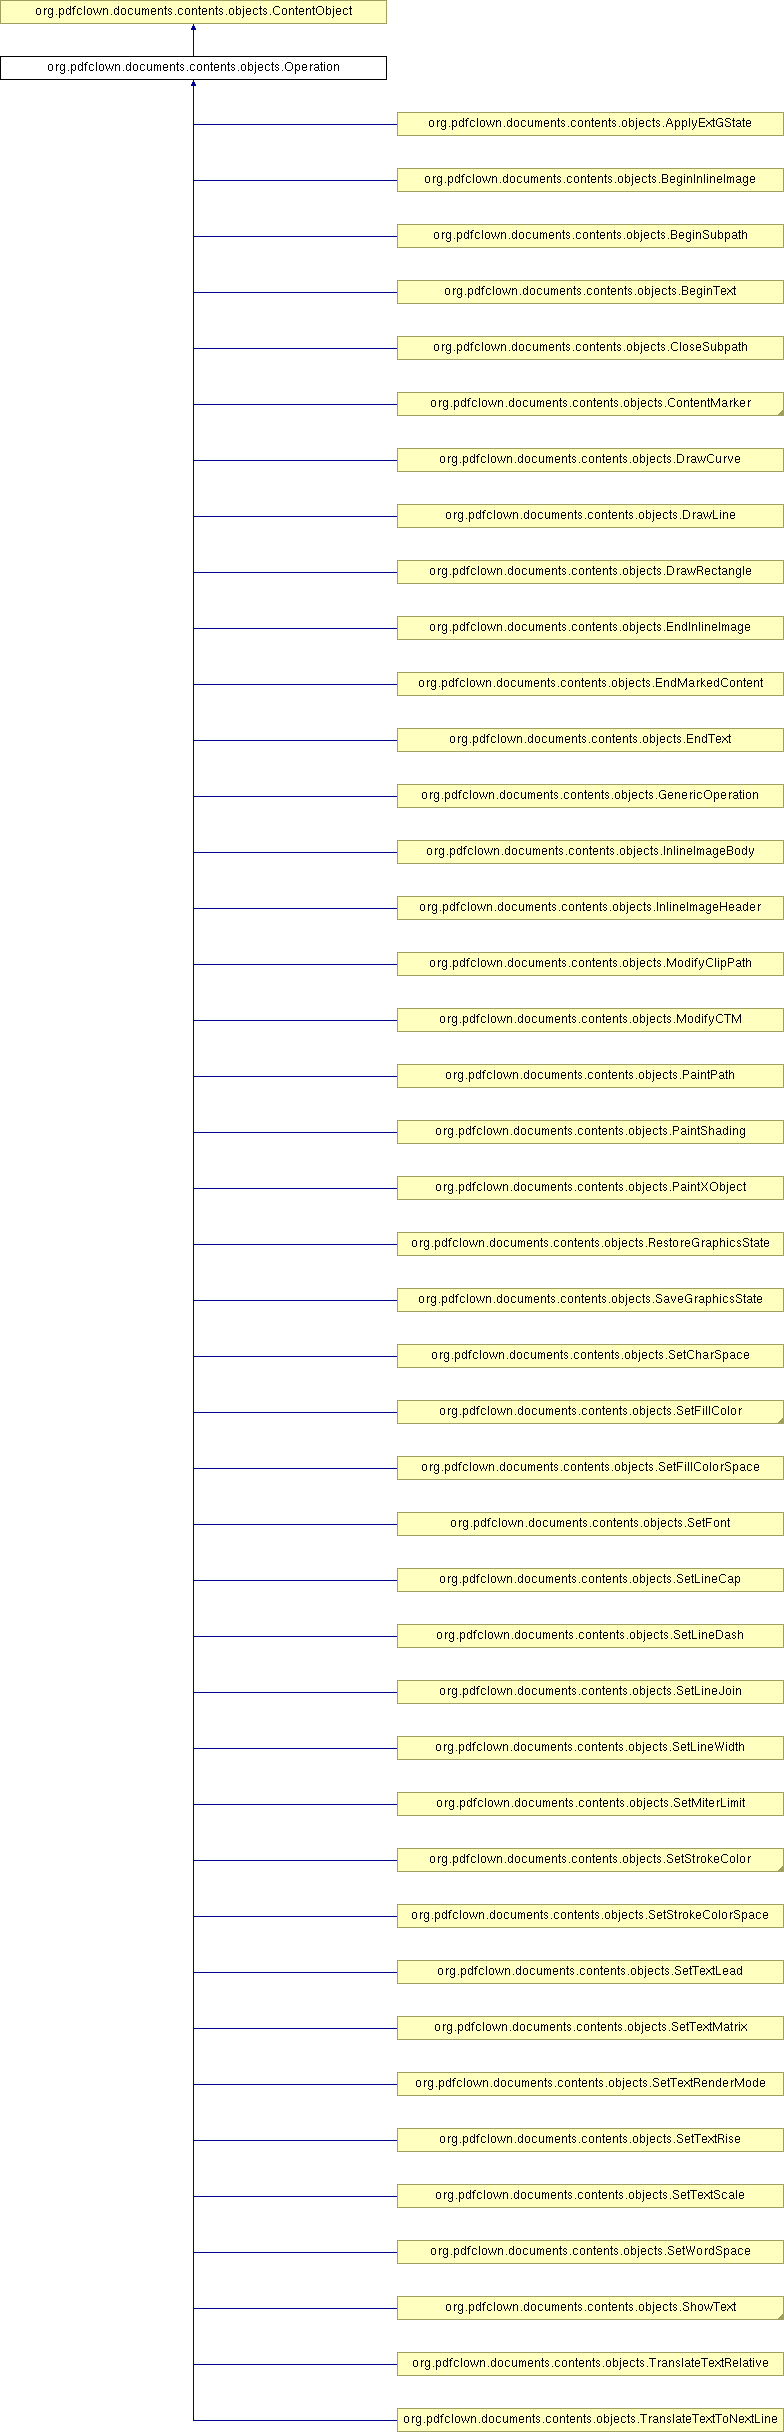 org.pdfclown.documents.contents.objects.ContentObject
org.pdfclown.documents.contents.objects.Operation
org.pdfclown.documents.contents.objects.ApplyExtGState
org.pdfclown.documents.contents.objects.BeginInlineImage
org.pdfclown.documents.contents.objects.BeginSubpath
org.pdfclown.documents.contents.objects.BeginText
org.pdfclown.documents.contents.objects.CloseSubpath
org.pdfclown.documents.contents.objects.ContentMarker
org.pdfclown.documents.contents.objects.DrawCurve
org.pdfclown.documents.contents.objects.DrawLine
org.pdfclown.documents.contents.objects.DrawRectangle
org.pdfclown.documents.contents.objects.EndInlineImage
org.pdfclown.documents.contents.objects.EndMarkedContent
org.pdfclown.documents.contents.objects.EndText
org.pdfclown.documents.contents.objects.GenericOperation
org.pdfclown.documents.contents.objects.InlineImageBody
org.pdfclown.documents.contents.objects.InlineImageHeader
org.pdfclown.documents.contents.objects.ModifyClipPath
org.pdfclown.documents.contents.objects.ModifyCTM
org.pdfclown.documents.contents.objects.PaintPath
org.pdfclown.documents.contents.objects.PaintShading
org.pdfclown.documents.contents.objects.PaintXObject
org.pdfclown.documents.contents.objects.RestoreGraphicsState
org.pdfclown.documents.contents.objects.SaveGraphicsState
org.pdfclown.documents.contents.objects.SetCharSpace
org.pdfclown.documents.contents.objects.SetFillColor
org.pdfclown.documents.contents.objects.SetFillColorSpace
org.pdfclown.documents.contents.objects.SetFont
org.pdfclown.documents.contents.objects.SetLineCap
org.pdfclown.documents.contents.objects.SetLineDash
org.pdfclown.documents.contents.objects.SetLineJoin
org.pdfclown.documents.contents.objects.SetLineWidth
org.pdfclown.documents.contents.objects.SetMiterLimit
org.pdfclown.documents.contents.objects.SetStrokeColor
org.pdfclown.documents.contents.objects.SetStrokeColorSpace
org.pdfclown.documents.contents.objects.SetTextLead
org.pdfclown.documents.contents.objects.SetTextMatrix
org.pdfclown.documents.contents.objects.SetTextRenderMode
org.pdfclown.documents.contents.objects.SetTextRise
org.pdfclown.documents.contents.objects.SetTextScale
org.pdfclown.documents.contents.objects.SetWordSpace
org.pdfclown.documents.contents.objects.ShowText
org.pdfclown.documents.contents.objects.TranslateTextRelative
org.pdfclown.documents.contents.objects.TranslateTextToNextLine